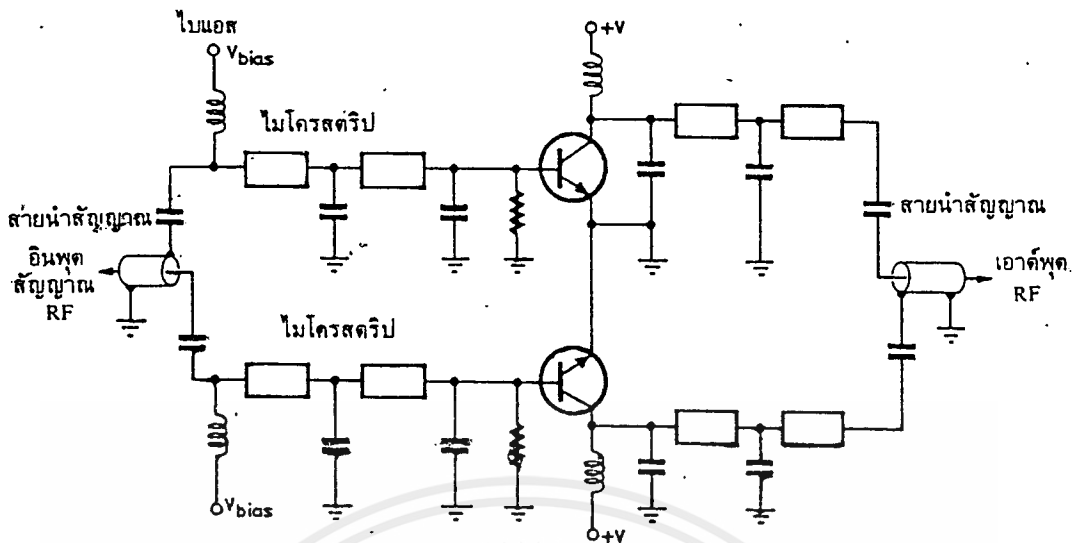 ไบแอส
Vbias
+V
ไมโครสตริป
สายนำสัญญาณ
สายนำสัญญาณ
อินพุต
สัญญาณ
RF
เอาต์พุต
RF
ไมโครสตริป
Vbias
+V